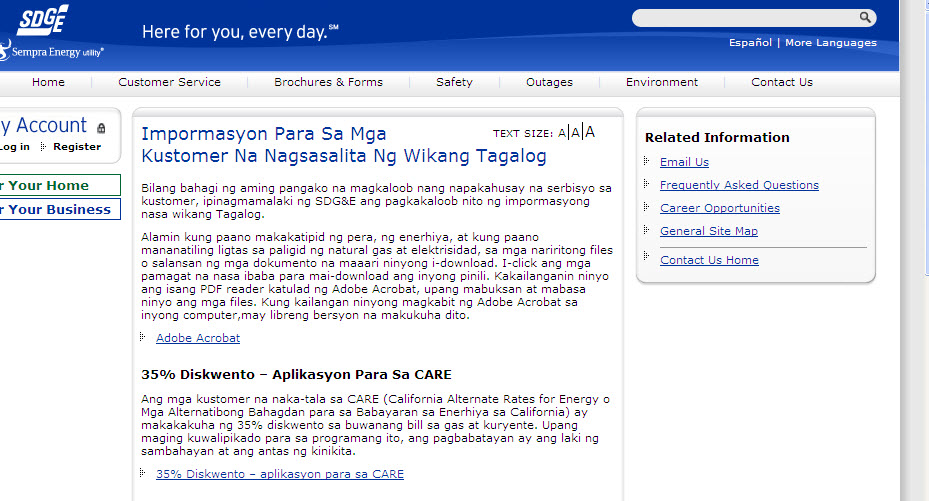 SDGE
Sempra Energy utility®
Here for you, every day.℠
Español | More Languages
Home
Customer Service
Brochures & Forms
Safety
Outages
Environment
Contact Us
y Account
og in
Register
r Your Home
r Your Business
Impormasyon Para Sa Mga
Kustomer Na Nagsasalita Ng Wikang Tagalog
TEXT SIZE: A|A|A
Bilang bahagi ng aming pangako na magkaloob nang napakahusay na serbisyo sa
kustomer, ipinagmamalaki ng SDG&E ang pagkakaloob nito ng impormasyong
nasa wikang Tagalog.
Alamin kung paano makakatipid ng pera, ng enerhiya, at kung paano
mananatiling ligtas sa paligid ng natural gas at elektrisidad, sa mga nariritong files
o salansan ng mga dokumento na maaari ninyong i-download. I-click ang mga
pamagat na nasa ibaba para mai-download ang inyong pinili. Kakailanganin ninyo
ang isang PDF reader katulad ng Adobe Acrobat, upang mabuksan at mabasa
ninyo ang mga files. Kung kailangan ninyong magkabit ng Adobe Acrobat sa
inyong computer,may libreng bersyon na makukuha dito.
Adobe Acrobat
35% Diskwento – Aplikasyon Para Sa CARE
Ang mga kustomer na naka-tala sa CARE (California Alternate Rates for Energy o
Mga Alternatibong Bahagdan para sa Babayaran sa Enerhiya sa California) ay
makakakuha ng 35% diskwento sa buwanang bill sa gas at kuryente. Upang
maging kuwalipikado para sa programang ito, ang pagbabatayan ay ang laki ng
sambahayan at ang antas ng kinikita.
35% Diskwento – aplikasyon para sa CARE
Related Information
Email Us
Frequently Asked Questions
Career Opportunities
General Site Map
Contact Us Home